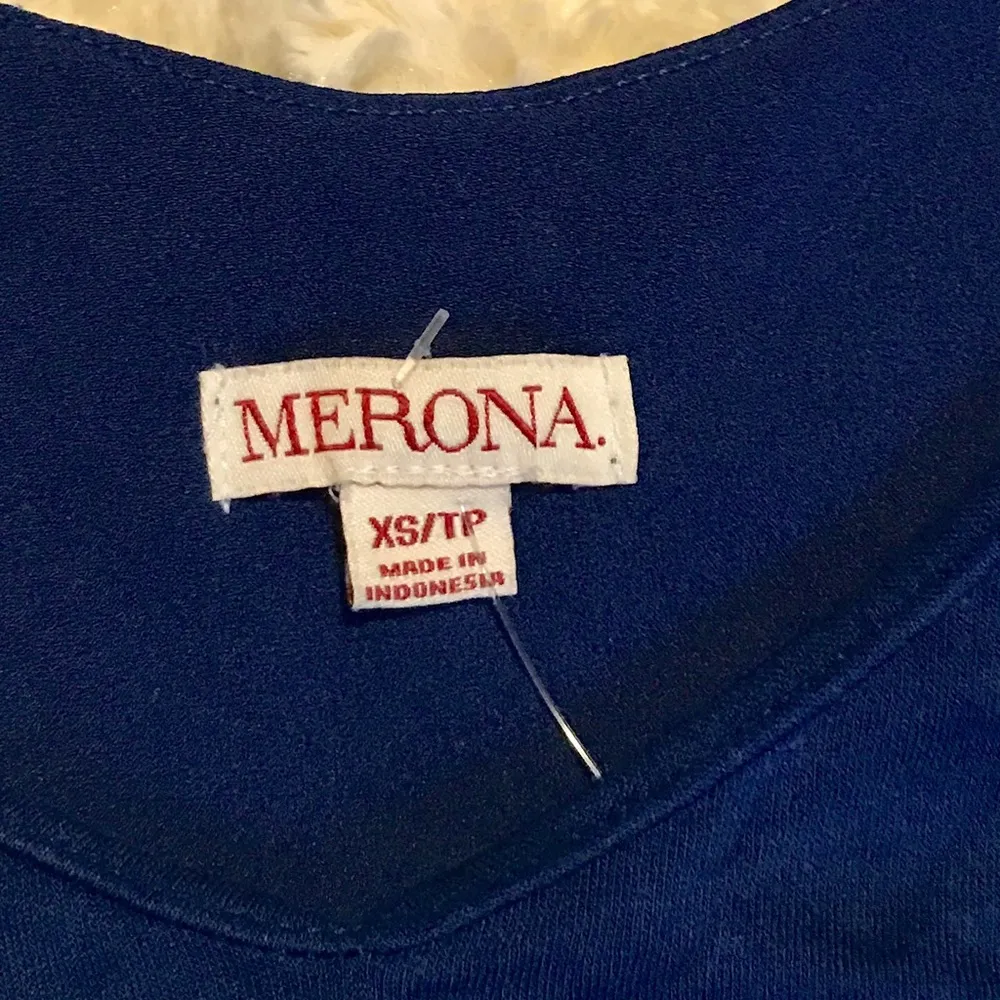 MERONA.
XS/TP
MADE IN
INDONESIA